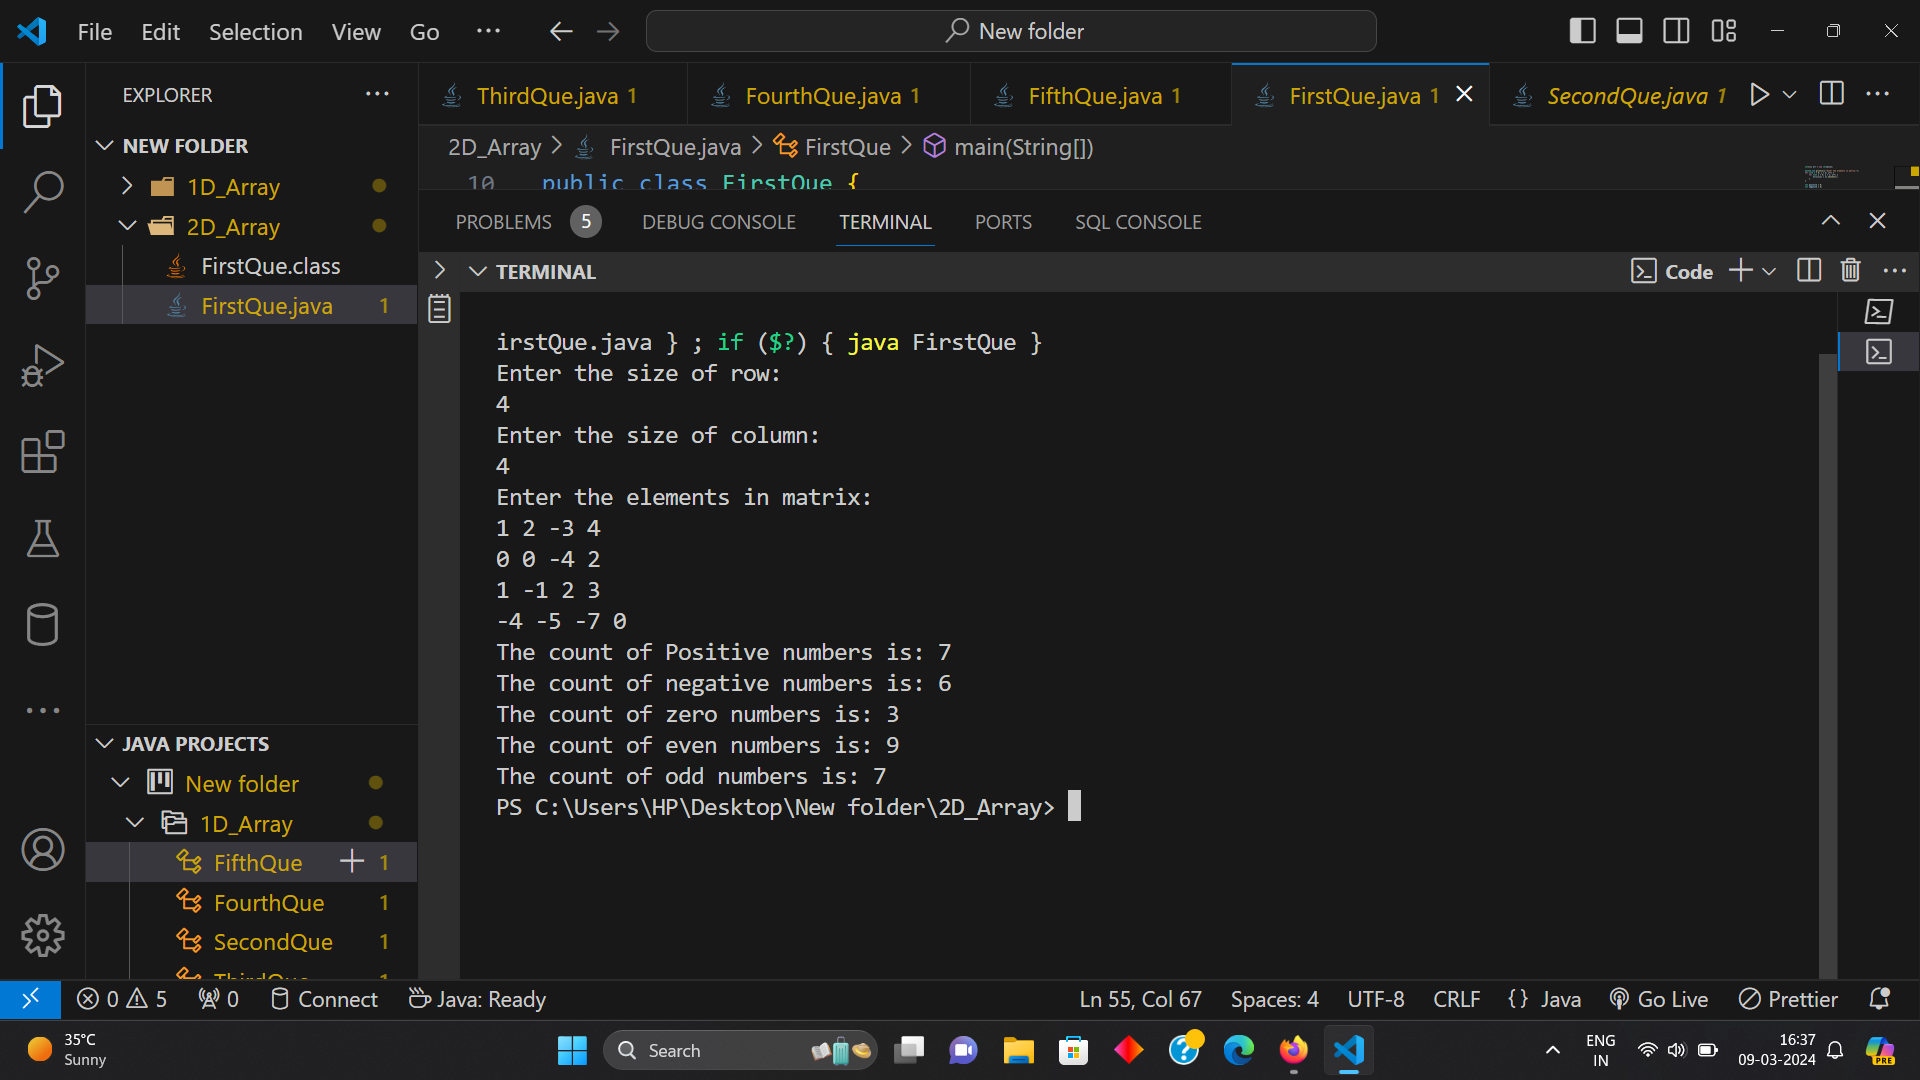 File Edit Selection View Go ··· New folder
EXPLORER ···
NEW FOLDER
1D_Array
2D_Array
FirstQue.class
FirstQue.java 1
JAVA PROJECTS
New folder
1D_Array
FifthQue 1
FourthQue 1
SecondQue 1
ThirdQue 1
ThirdQue.java 1 FourthQue.java 1 FifthQue.java 1 FirstQue.java 1 SecondQue.java 1
2D_Array > FirstQue.java > FirstQue > main(String[])
10 public class FirstQue {
PROBLEMS 5 DEBUG CONSOLE TERMINAL PORTS SQL CONSOLE
TERMINAL Code
irstQue.java } ; if ($?) { java FirstQue }
Enter the size of row:
4
Enter the size of column:
4
Enter the elements in matrix:
1 2 -3 4
0 0 -4 2
1 -1 2 3
-4 -5 -7 0
The count of Positive numbers is: 7
The count of negative numbers is: 6
The count of zero numbers is: 3
The count of even numbers is: 9
The count of odd numbers is: 7
PS C:\Users\HP\Desktop\New folder\2D_Array>
0 5 0 Connect Java: Ready Ln 55, Col 67 Spaces: 4 UTF-8 CRLF {} Java Go Live Prettier
35°C
Sunny
Search
PRE
ENG
IN
16:37
09-03-2024